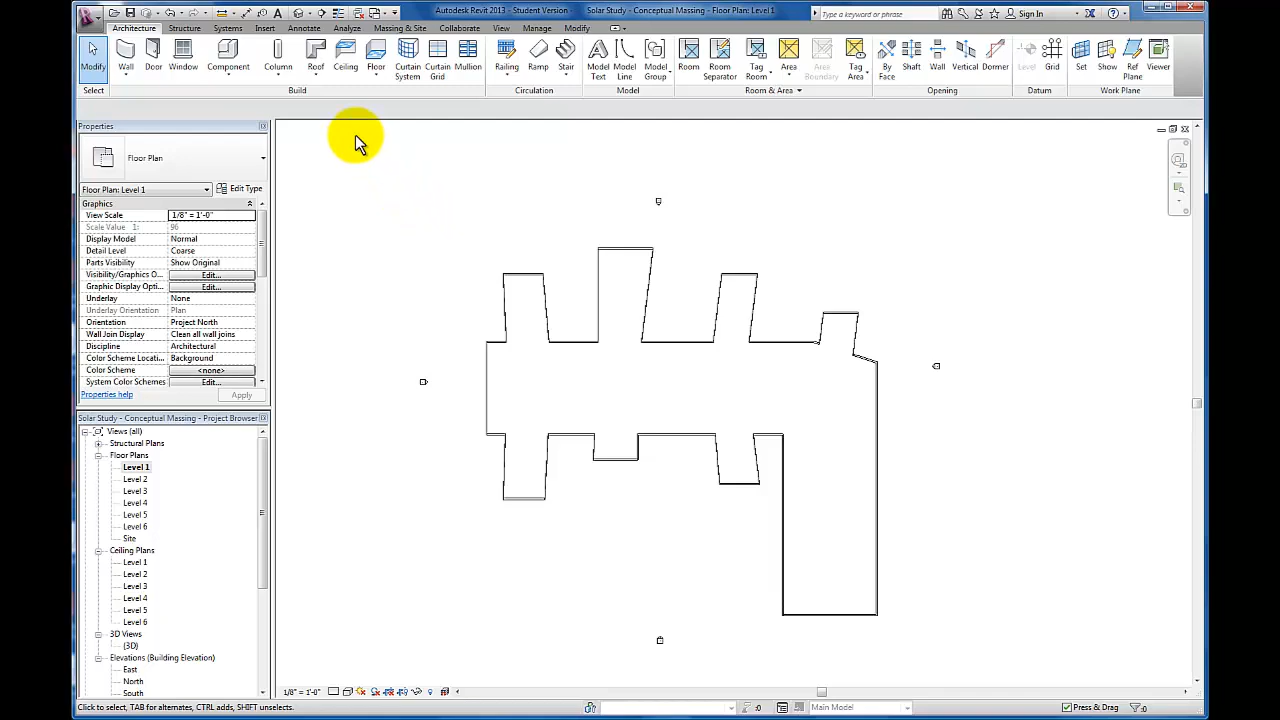 Autodesk Revit 2013 - Student Version    Solar Study - Conceptual Massing - Floor Plan: Level 1
Type a keyword or phrase
Sign In
Architecture Structure Systems Insert Annotate Analyze Massing & Site Collaborate View Manage Modify
Modify Wall Door Window Component Column Roof Ceiling Floor Curtain System Curtain Grid Mullion Railing Ramp Stair Model Text Model Line Model Group Room Room Separator Tag Room Area Area Boundary Tag Area By Face Shaft Wall Vertical Dormer Level Grid Set Show Ref Plane Viewer
Select Build Circulation Model Room & Area Opening Datum Work Plane
Properties
Floor Plan
Floor Plan: Level 1 Edit Type
Graphics
View Scale 1/8" = 1'-0"
Scale Value 1: 96
Display Model Normal
Detail Level Coarse
Parts Visibility Show Original
Visibility/Graphics O... Edit...
Graphic Display Opti... Edit...
Underlay None
Underlay Orientation Plan
Orientation Project North
Wall Join Display Clean all wall joins
Discipline Architectural
Color Scheme Locati... Background
Color Scheme <none>
System Color Schemes Edit...
Properties help Apply
Solar Study - Conceptual Massing - Project Browser
Views (all)
Structural Plans
Floor Plans
Level 1
Level 2
Level 3
Level 4
Level 5
Level 6
Site
Ceiling Plans
Level 1
Level 2
Level 3
Level 4
Level 5
Level 6
3D Views
{3D}
Elevations (Building Elevation)
East
North
South
1/8" = 1'-0"
Click to select, TAB for alternates, CTRL adds, SHIFT unselects.
:0
Main Model
Press & Drag
:0